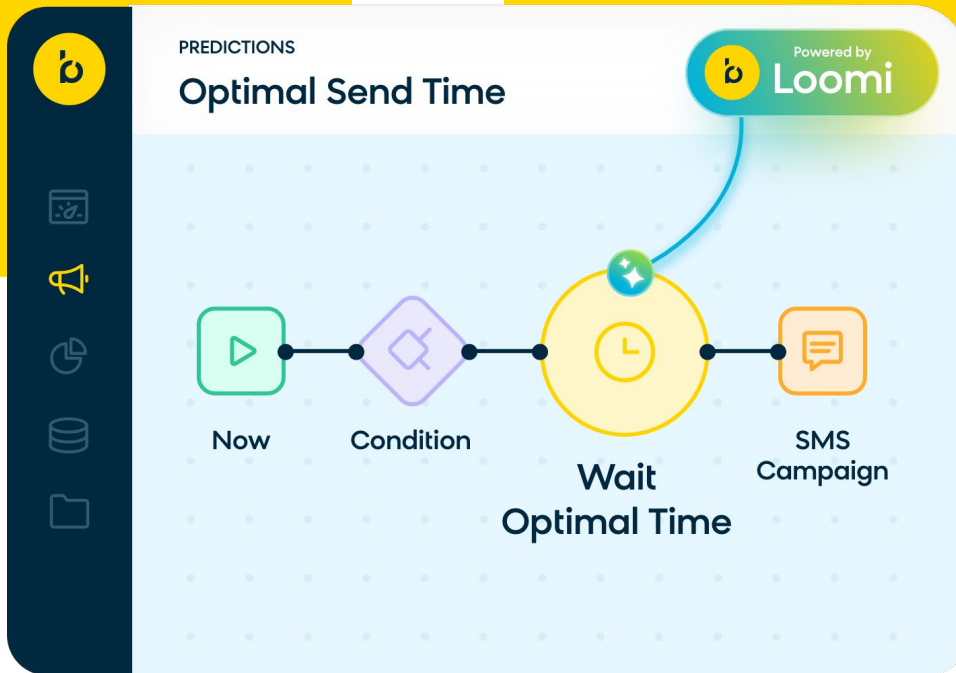 PREDICTIONS
Optimal Send Time
Powered by
Loomi
Now
Condition
Wait
Optimal Time
SMS
Campaign